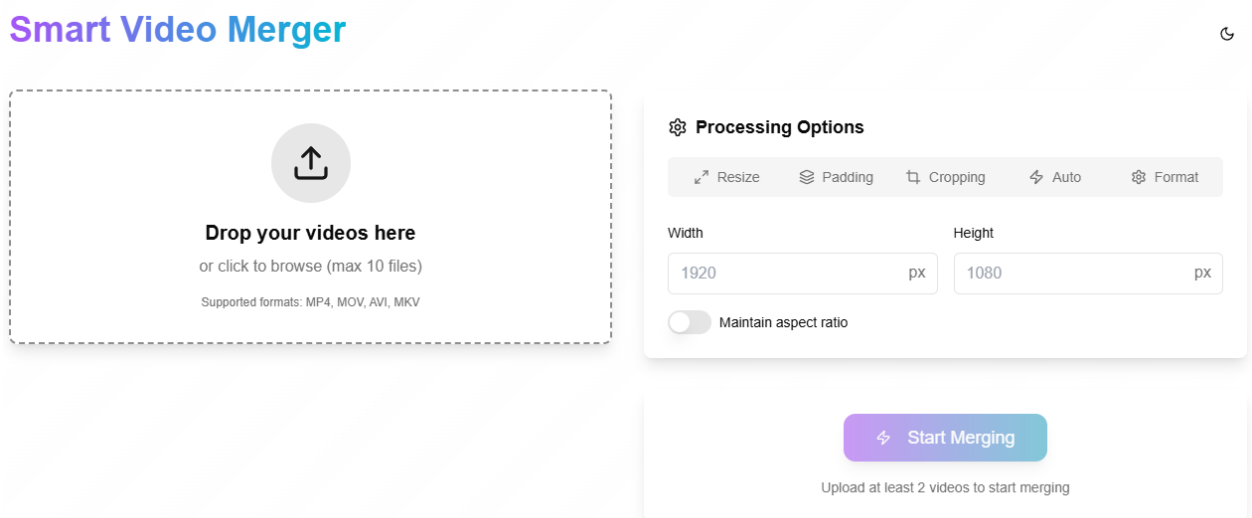 Smart Video Merger
Drop your videos here
or click to browse (max 10 files)
Supported formats: MP4, MOV, AVI, MKV
Processing Options
Resize Padding Cropping Auto Format
Width Height
1920 px 1080 px
Maintain aspect ratio
Start Merging
Upload at least 2 videos to start merging